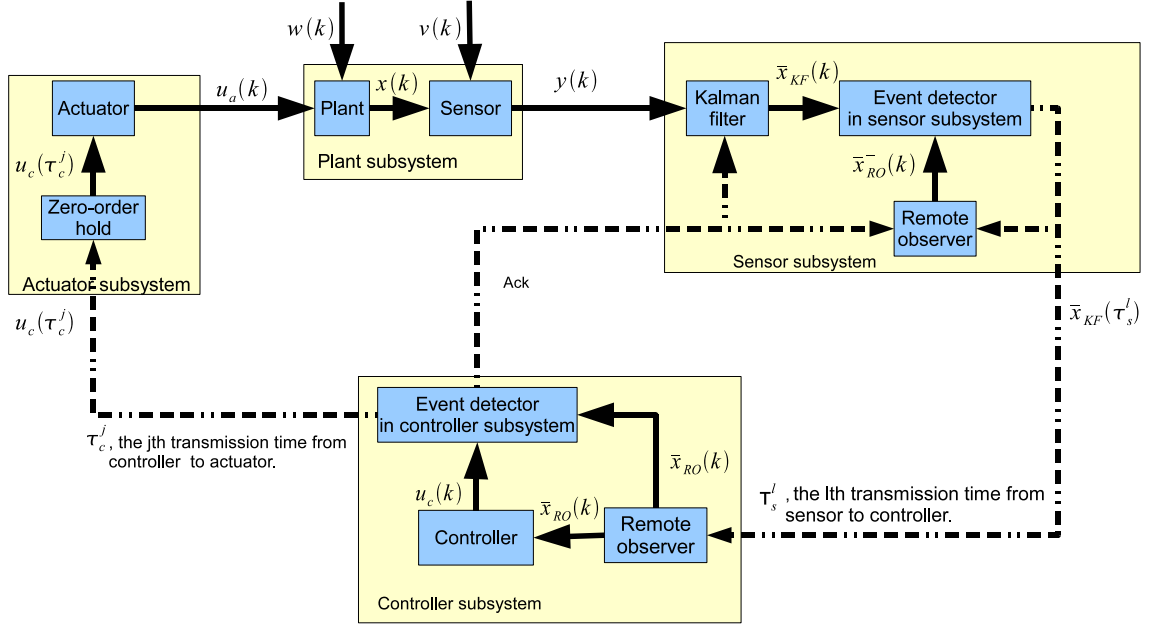 w(k)
v(k)
Actuator
u_a(k)
Plant
x(k)
Sensor
y(k)
Kalman
filter
x̅_KF(k)
Event detector
in sensor subsystem
u_c(τ_c^j)
Plant subsystem
x̅_RO^−(k)
Zero-order
hold
Remote
observer
Actuator subsystem
Ack
Sensor subsystem
u_c(τ_c^j)
x̅_KF(τ_s^l)
Event detector
in controller subsystem
τ_c^j, the jth transmission time from
controller to actuator.
x̅_RO(k)
u_c(k)
x̅_RO(k)
τ_s^l, the lth transmission time from
sensor to controller.
Controller
Remote
observer
Controller subsystem